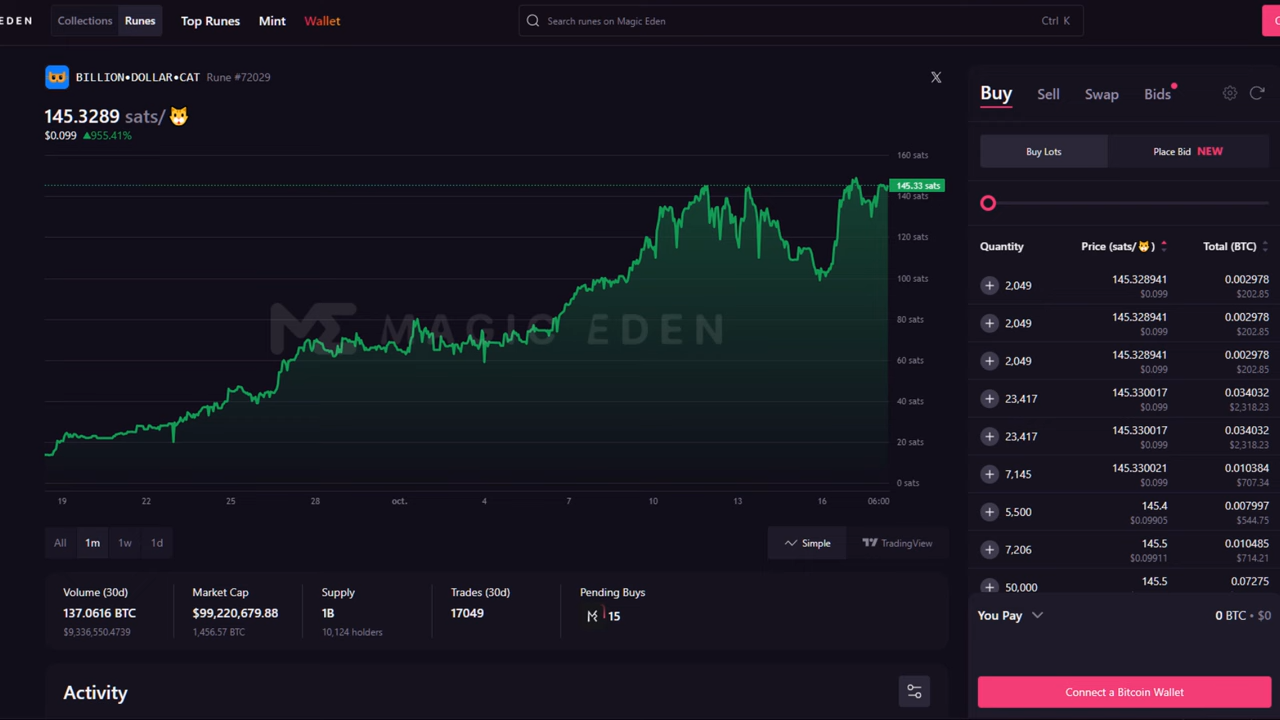 EDEN Collections Runes Top Runes Mint Wallet Search runes on Magic Eden Ctrl K
BILLION•DOLLAR•CAT Rune #72029
145.3289 sats/
$0.099 ▲955.41%
160 sats
145.33 sats
140 sats
120 sats
100 sats
80 sats
60 sats
40 sats
20 sats
0 sats
MAGIC EDEN
19 22 25 28 oct. 4 7 10 13 16 06:00
All 1m 1w 1d Simple TradingView
Volume (30d) Market Cap Supply Trades (30d) Pending Buys
137.0616 BTC $99,220,679.88 1B 17049 15
$9,336,550.4739 1,456.57 BTC 10,124 holders
Activity
Buy Sell Swap Bids
Buy Lots Place Bid NEW
Quantity Price (sats/ ) Total (BTC)
2,049 145.328941 0.002978
$0.099 $202.85
2,049 145.328941 0.002978
$0.099 $202.85
2,049 145.328941 0.002978
$0.099 $202.85
23,417 145.330017 0.034032
$0.099 $2,318.23
23,417 145.330017 0.034032
$0.099 $2,318.23
7,145 145.330021 0.010384
$0.099 $707.34
5,500 145.4 0.007997
$0.09905 $544.75
7,206 145.5 0.010485
$0.09911 $714.21
50,000 145.5 0.07275
You Pay 0 BTC • $0
Connect a Bitcoin Wallet